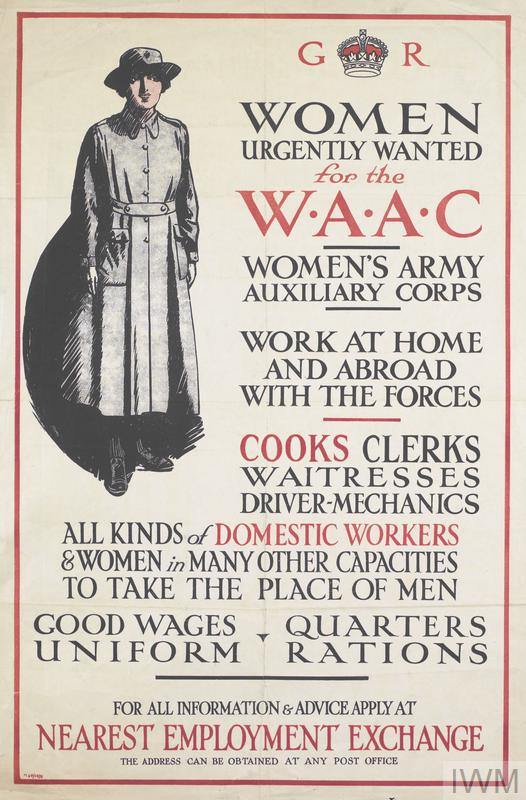 G R
WOMEN
URGENTLY WANTED
for the
W·A·A·C
WOMEN'S ARMY
AUXILIARY CORPS
WORK AT HOME
AND ABROAD
WITH THE FORCES
COOKS CLERKS
WAITRESSES
DRIVER-MECHANICS
ALL KINDS of DOMESTIC WORKERS
& WOMEN in MANY OTHER CAPACITIES
TO TAKE THE PLACE OF MEN
GOOD WAGES QUARTERS
UNIFORM RATIONS
FOR ALL INFORMATION & ADVICE APPLY AT
NEAREST EMPLOYMENT EXCHANGE
THE ADDRESS CAN BE OBTAINED AT ANY POST OFFICE
IWM